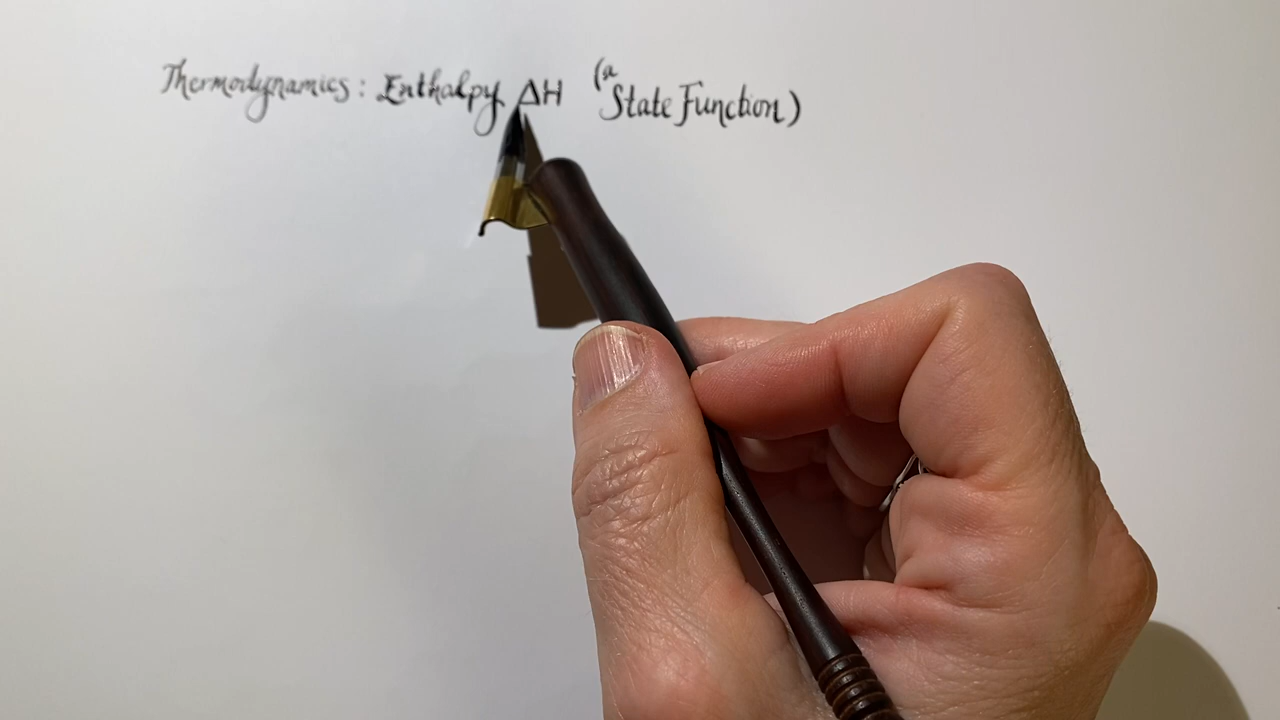 Thermodynamics: Enthalpy ΔH (a State Function)